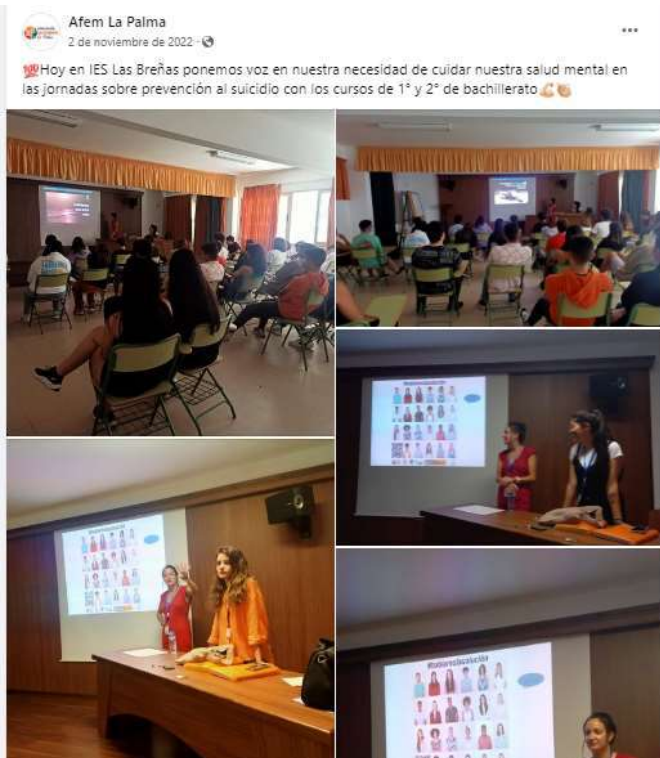 Afem La Palma
2 de noviembre de 2022 ·
💯Hoy en IES Las Breñas ponemos voz en nuestra necesidad de cuidar nuestra salud mental en
las jornadas sobre prevención al suicidio con los cursos de 1° y 2° de bachillerato💪🏻👏🏻